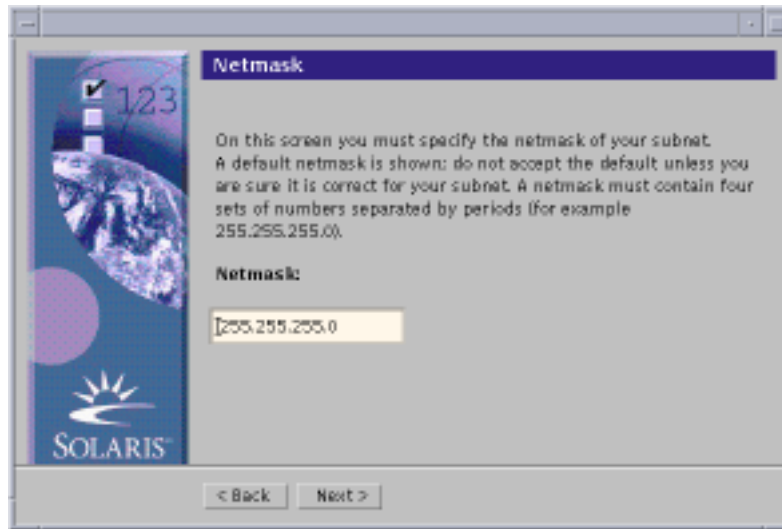 Netmask
123
On this screen you must specify the netmask of your subnet.
A default netmask is shown; do not accept the default unless you
are sure it is correct for your subnet. A netmask must contain four
sets of numbers separated by periods (for example
255.255.255.0).
Netmask:
255.255.255.0
SOLARIS™
< Back Next >